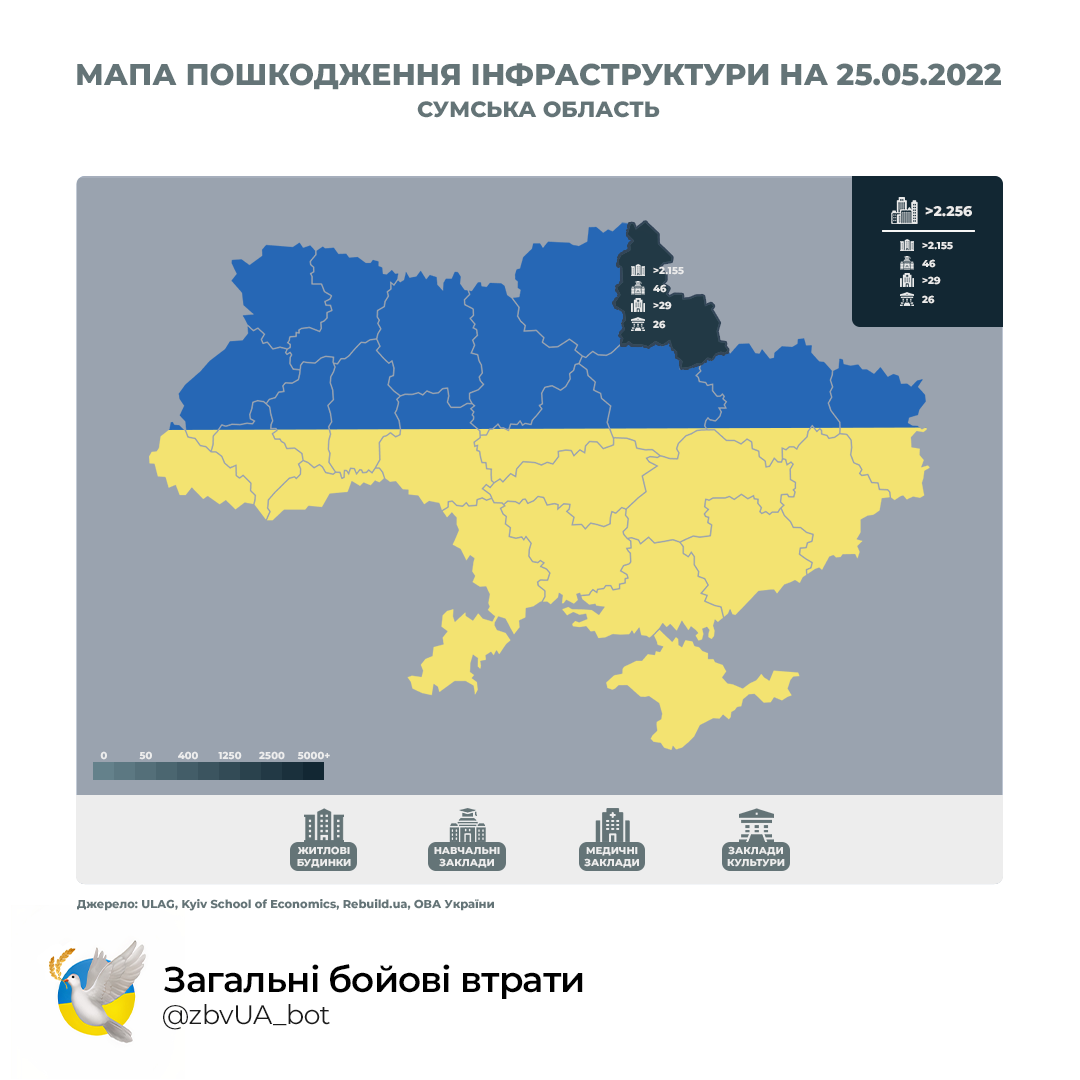 МАПА ПОШКОДЖЕННЯ ІНФРАСТРУКТУРИ НА 25.05.2022
СУМСЬКА ОБЛАСТЬ
>2.256
>2.155
46
>29
26
>2.155
46
>29
26
0 50 400 1250 2500 5000+
ЖИТЛОВІ
БУДИНКИ
НАВЧАЛЬНІ
ЗАКЛАДИ
МЕДИЧНІ
ЗАКЛАДИ
ЗАКЛАДИ
КУЛЬТУРИ
Джерело: ULAG, Kyiv School of Economics, Rebuild.ua, ОВА України
Загальні бойові втрати
@zbvUA_bot